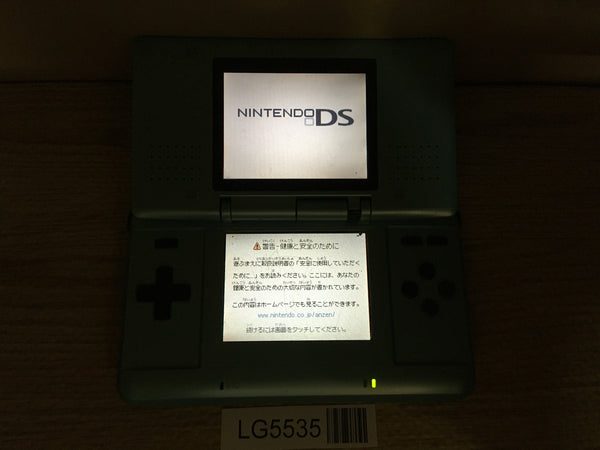 NINTENDO DS
警告-健康と安全のために
遊ぶまえに取扱説明書の「安全に使用していただく
ために...」をお読みください。ここには、あなたの
健康と安全のための大切な内容が書かれています。
この内容はホームページでも見ることができます。
www.nintendo.co.jp/anzen/
続けるには画面をタッチしてください。
LG5535